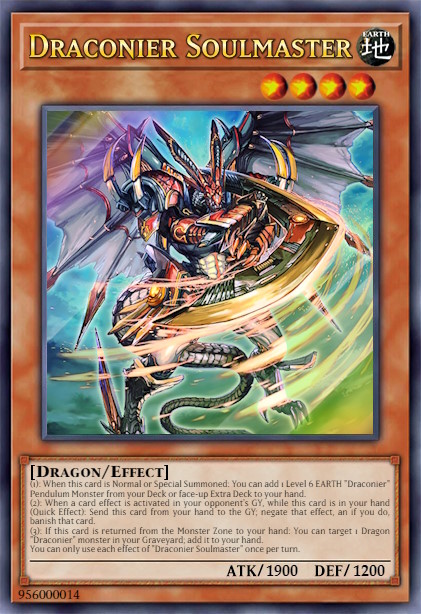 Draconier Soulmaster
EARTH
地
[Dragon/Effect]
(1): When this card is Normal or Special Summoned: You can add 1 Level 6 EARTH "Draconier"
Pendulum Monster from your Deck or face-up Extra Deck to your hand.
(2): When a card effect is activated in your opponent's GY, while this card is in your hand
(Quick Effect): Send this card from your hand to the GY; negate that effect, an if you do,
banish that card.
(3): If this card is returned from the Monster Zone to your hand: You can target 1 Dragon
"Draconier" monster in your Graveyard; add it to your hand.
You can only use each effect of "Draconier Soulmaster" once per turn.
ATK/1900 DEF/1200
956000014